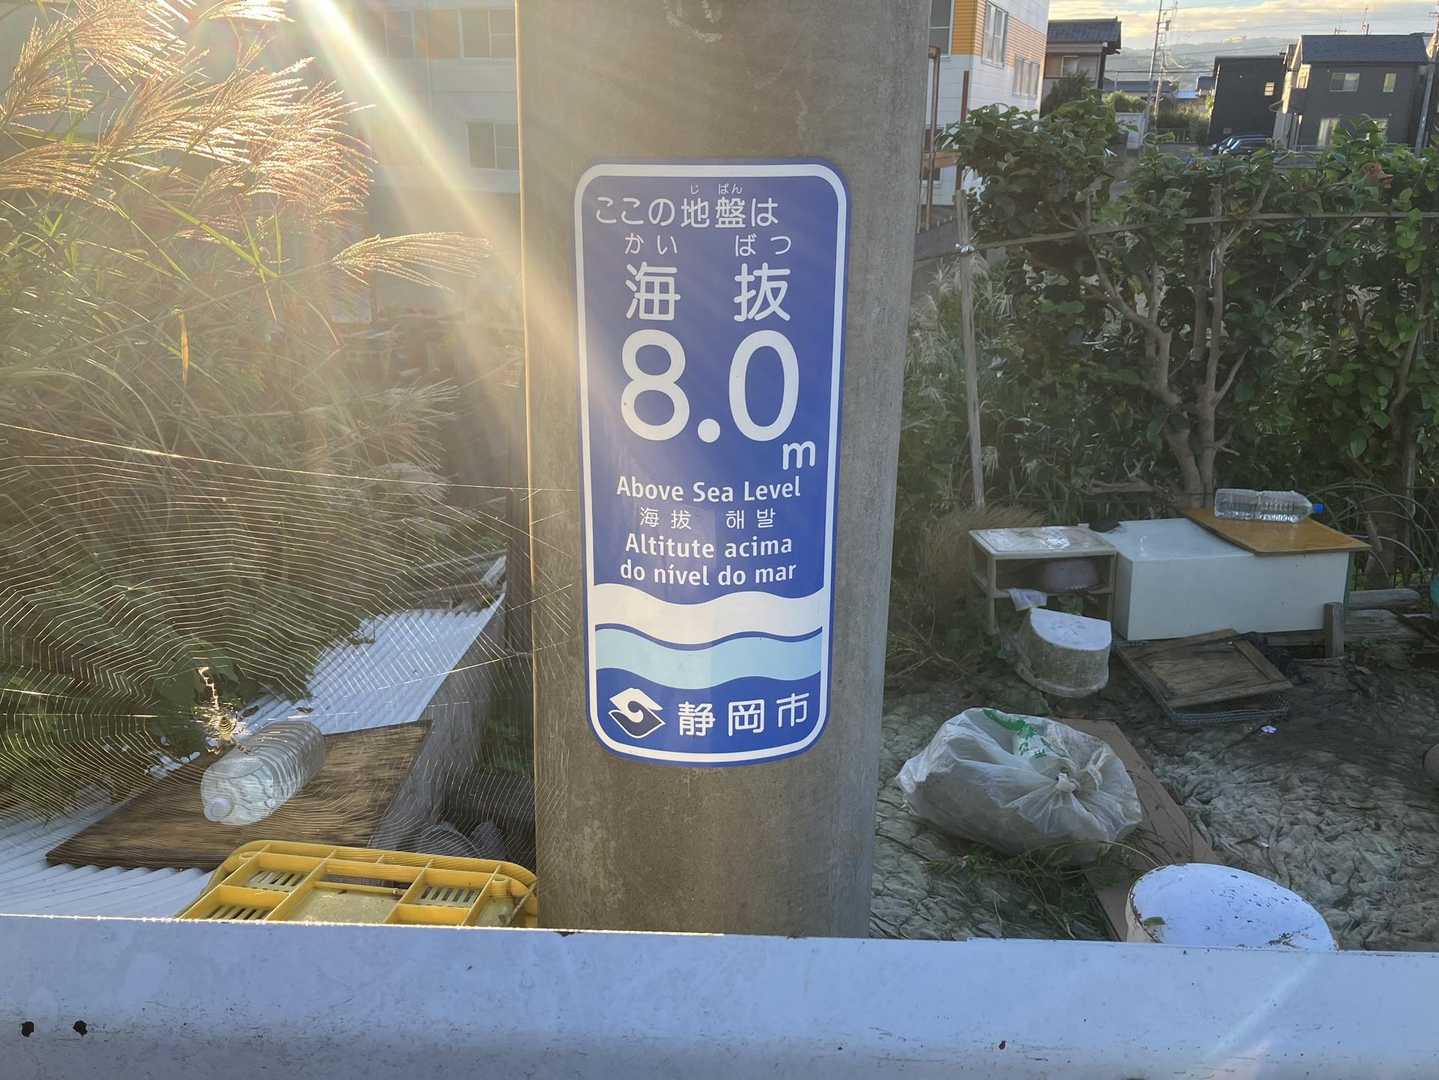 じ ばん
ここの地盤は
かい ばつ
海 抜
8.0m
Above Sea Level
海抜 해발
Altitute acima
do nível do mar
静岡市